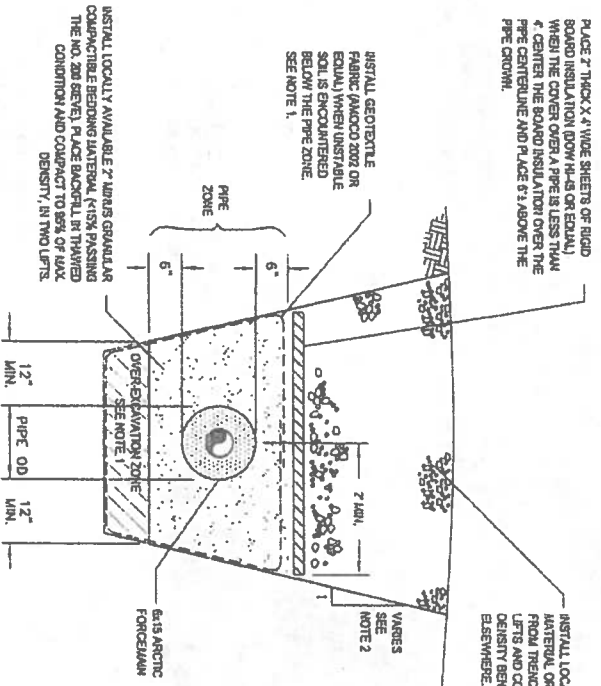 PLACE 2" THICK X 4' WIDE SHEETS OF RIGID
BOARD INSULATION (DOW HI-45 OR EQUAL)
WHEN THE COVER OVER A PIPE IS LESS THAN
4'. CENTER THE BOARD INSULATION OVER THE
PIPE CENTERLINE AND PLACE 6"± ABOVE THE
PIPE CROWN.
INSTALL GEOTEXTILE
FABRIC (AMOCO 2002 OR
EQUAL) WHEN UNSTABLE
SOIL IS ENCOUNTERED
BELOW THE PIPE ZONE.
SEE NOTE 1.
PIPE
ZONE
6"
6"
INSTALL LOCALLY AVAILABLE 2" MINUS GRANULAR
COMPACTIBLE BEDDING MATERIAL (<15% PASSING
THE NO. 200 SIEVE). PLACE BACKFILL IN THAWED
CONDITION AND COMPACT TO 95% OF MAX.
DENSITY, IN TWO LIFTS.
INSTALL LOC
MATERIAL OR
FROM TRENC
LIFTS AND CO
DENSITY BEN
ELSEWHERE.
2' MIN.
1
VARIES
SEE
NOTE 2
OVER-EXCAVATION ZONE
SEE NOTE 1
12"
MIN.
PIPE OD
12"
MIN.
6x15 ARCTIC
FORCEMAIN